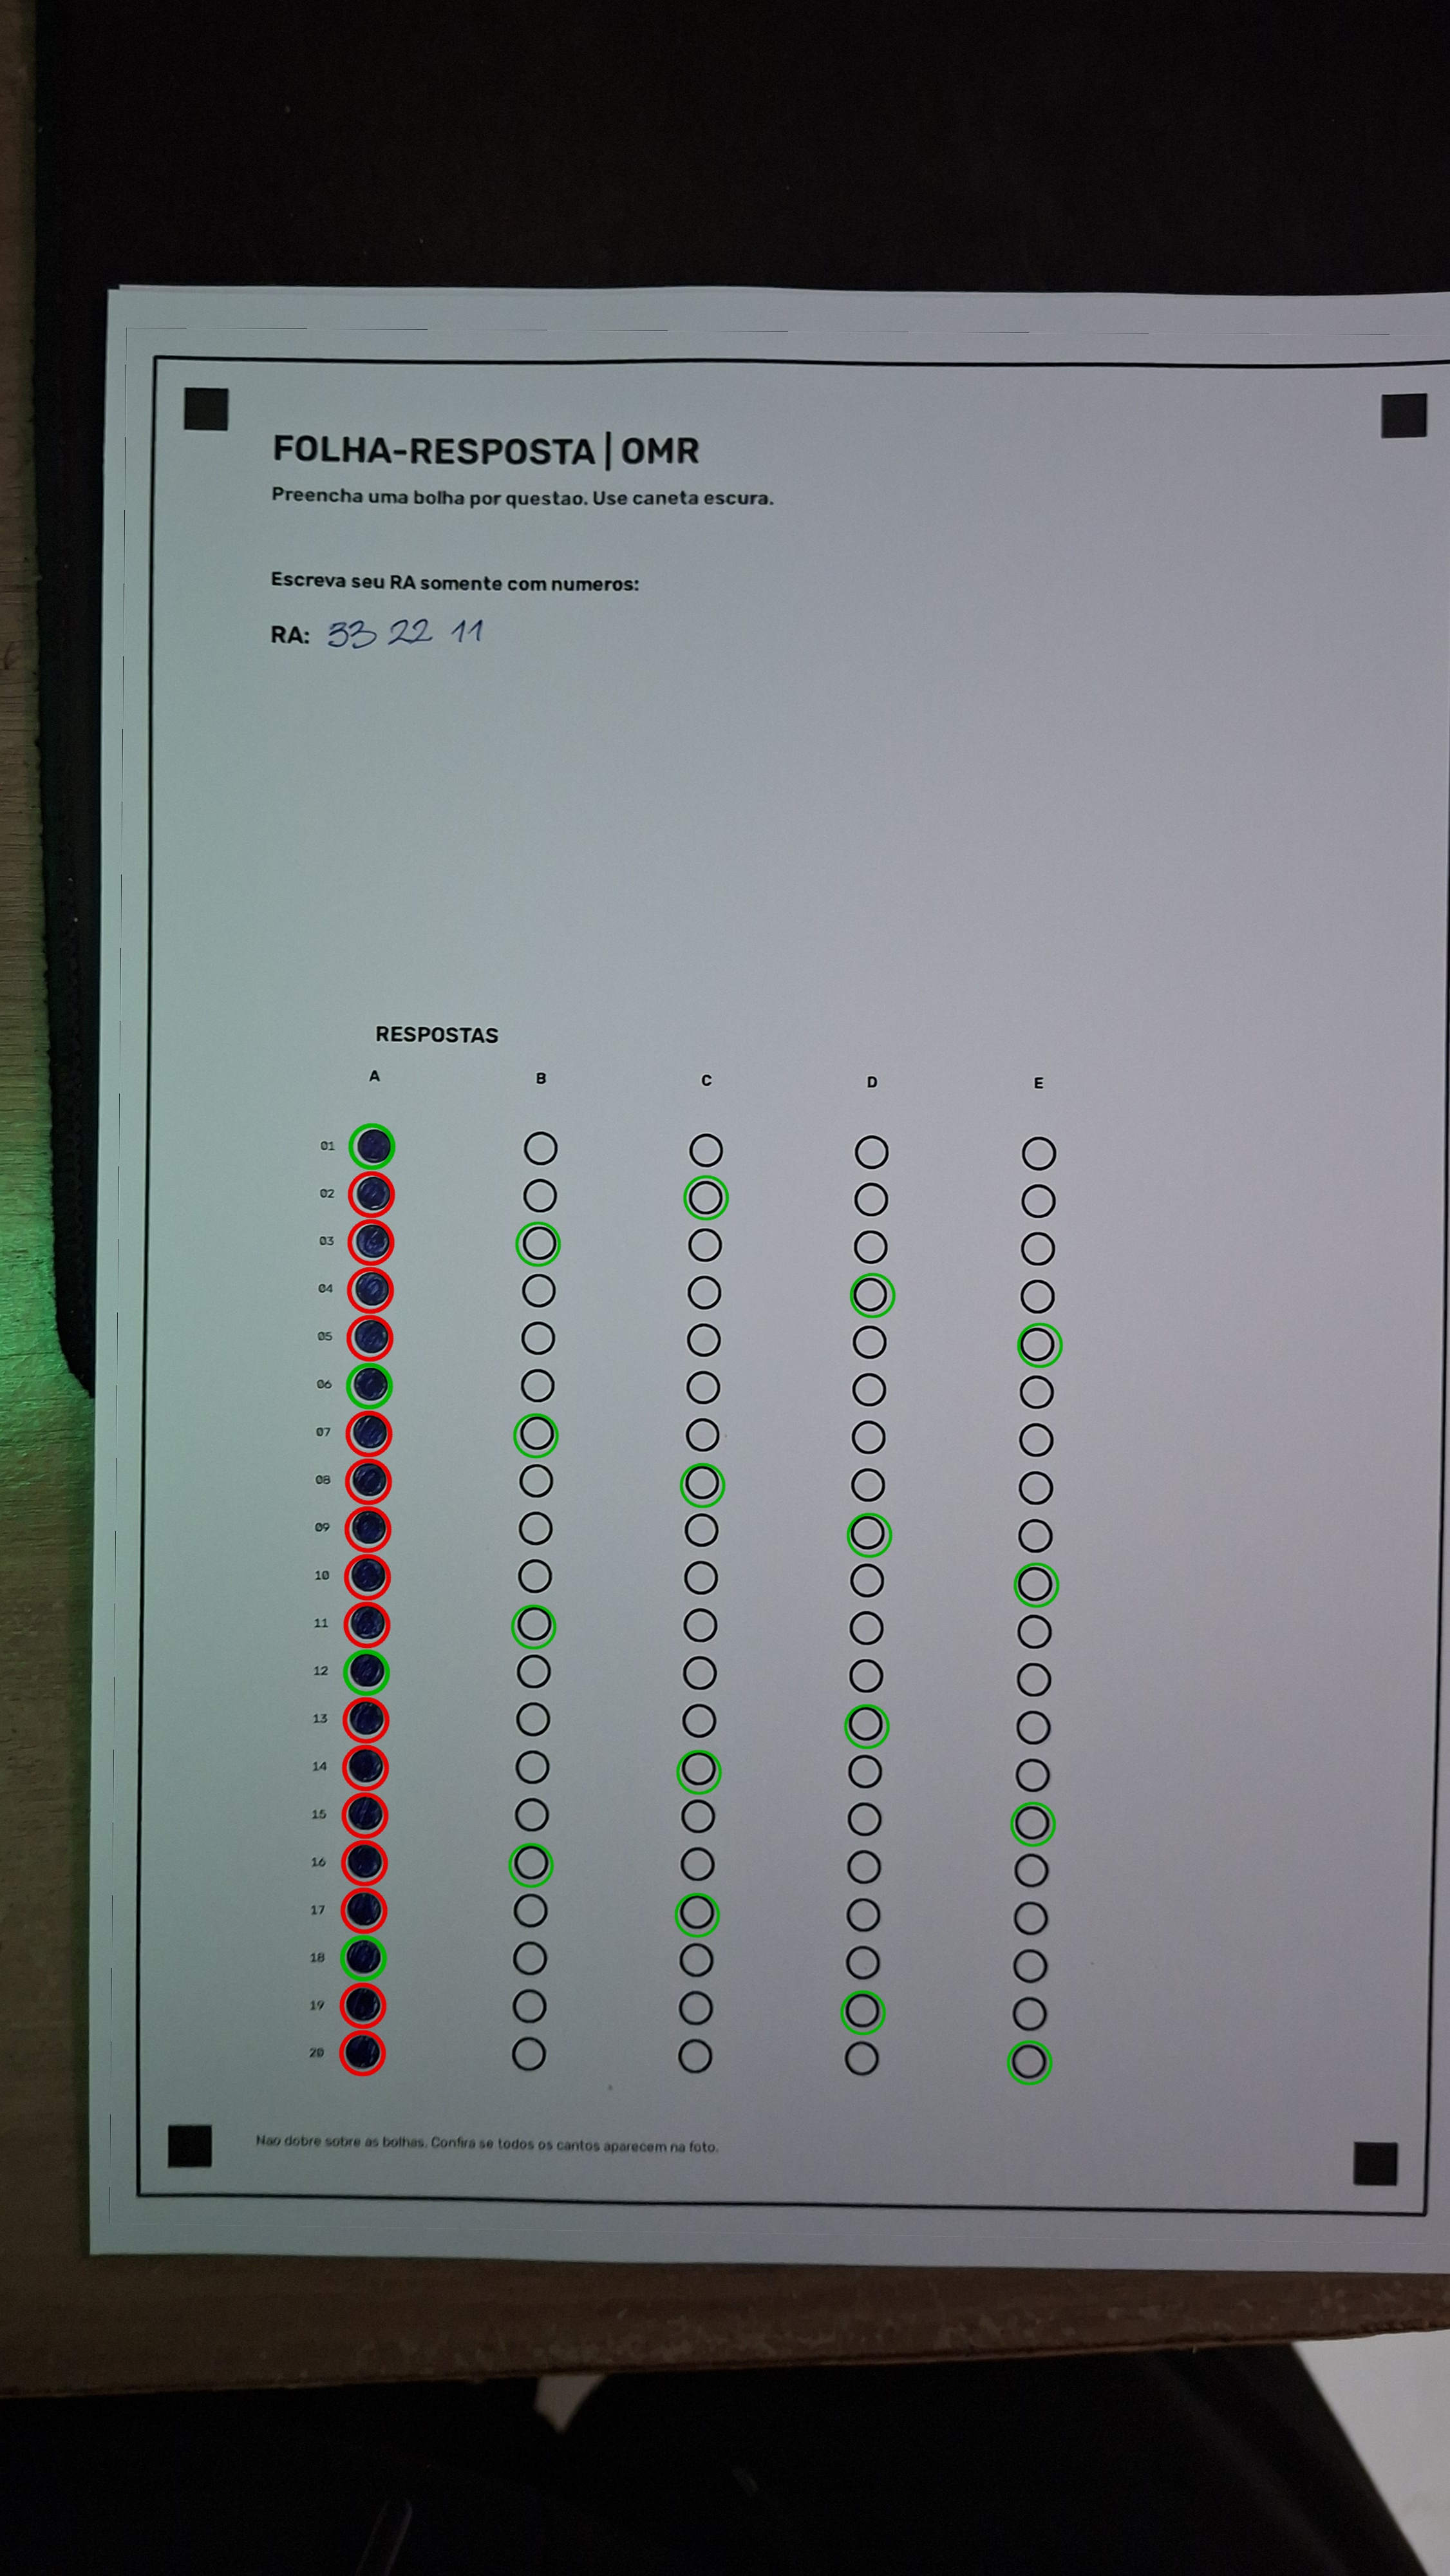 FOLHA-RESPOSTA | OMR
Preencha uma bolha por questao. Use caneta escura.
Escreva seu RA somente com numeros:
RA: 33 22 11
RESPOSTAS
A B C D E
01
02
03
04
05
06
07
08
09
10
11
12
13
14
15
16
17
18
19
20
Nao dobre sobre as bolhas. Confira se todos os cantos aparecem na foto.